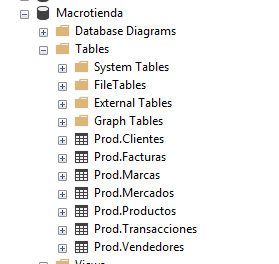 Macrotienda
Database Diagrams
Tables
System Tables
FileTables
External Tables
Graph Tables
Prod.Clientes
Prod.Facturas
Prod.Marcas
Prod.Mercados
Prod.Productos
Prod.Transacciones
Prod.Vendedores
Views